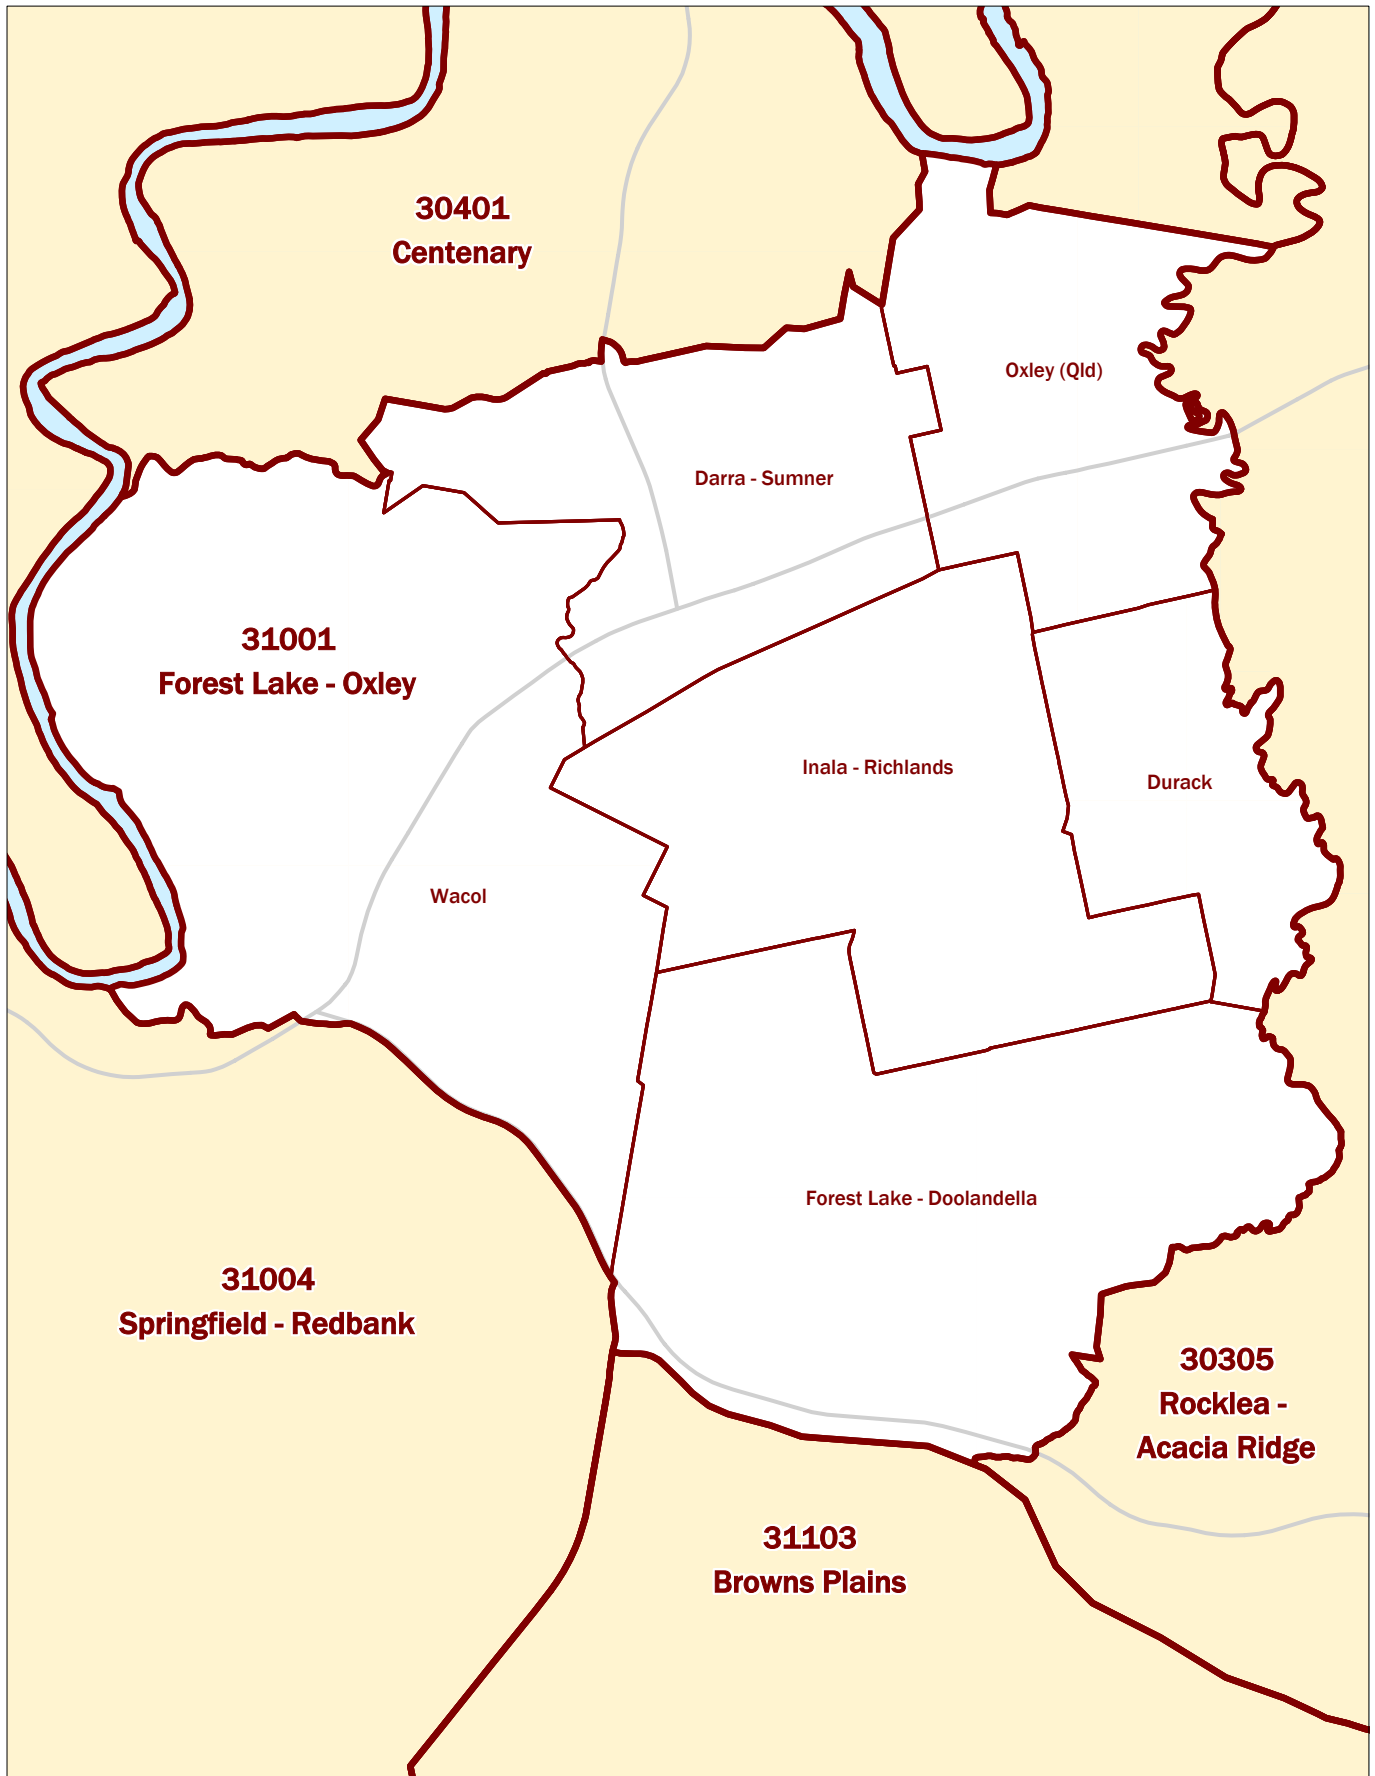 30401
Centenary
Oxley (Qld)
Darra - Sumner
31001
Forest Lake - Oxley
Inala - Richlands
Durack
Wacol
Forest Lake - Doolandella
31004
Springfield - Redbank
30305
Rocklea -
Acacia Ridge
31103
Browns Plains